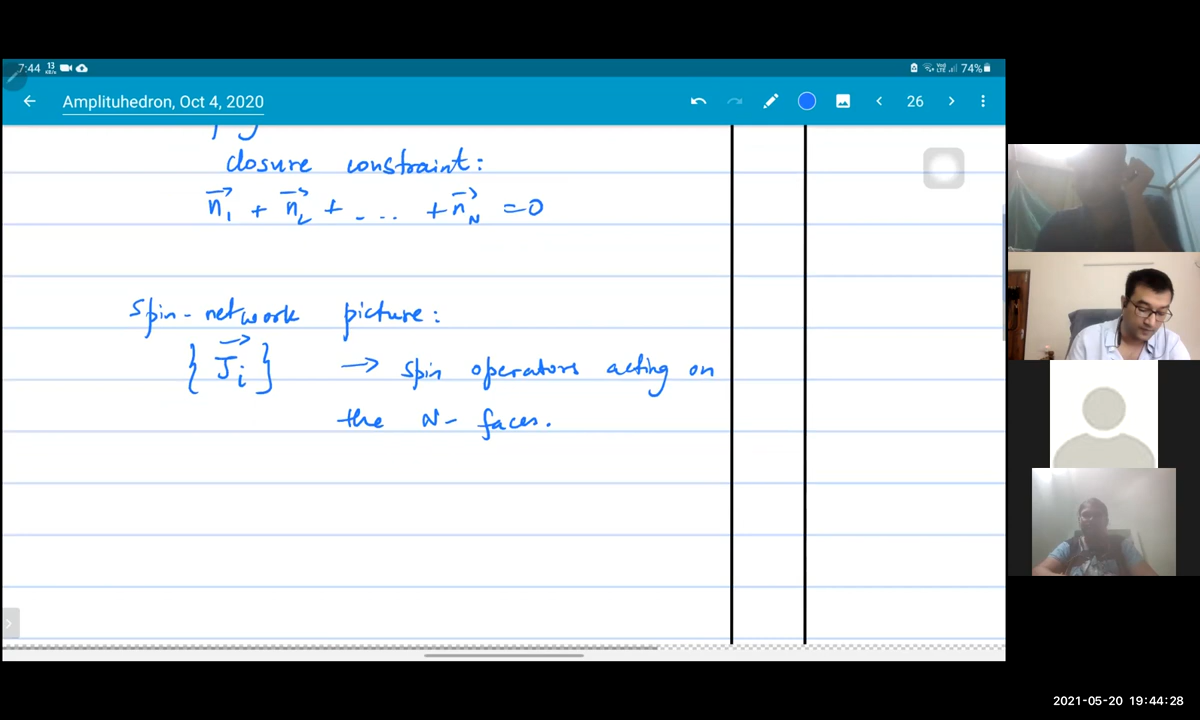 7:44
74%
Amplituhedron, Oct 4, 2020
26
closure constraint:
n⃗₁ + n⃗₂ + ... + n⃗_N = 0
Spin-network picture:
{ J⃗ᵢ } → spin operators acting on
the N-faces.
2021-05-20 19:44:28